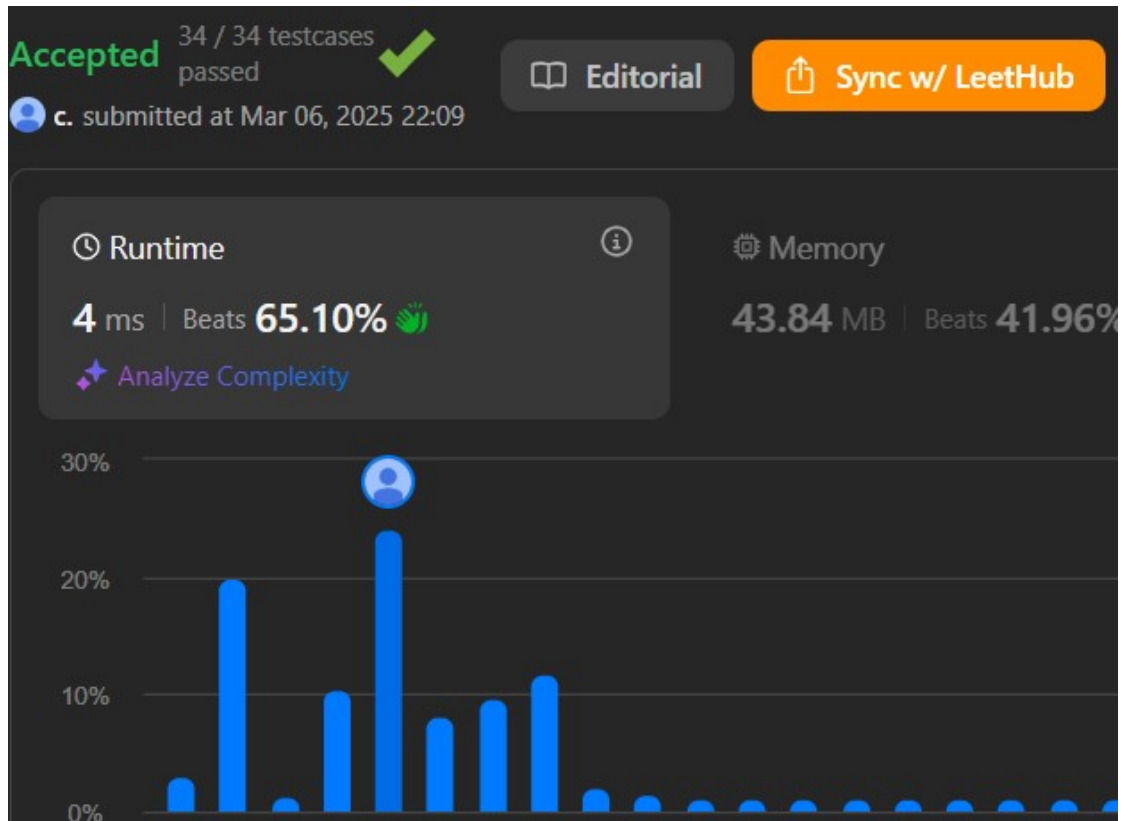 Accepted 34 / 34 testcases passed
Editorial
Sync w/ LeetHub
c. submitted at Mar 06, 2025 22:09
Runtime
4 ms | Beats 65.10%
Analyze Complexity
Memory
43.84 MB | Beats 41.96%
30%
20%
10%
0%